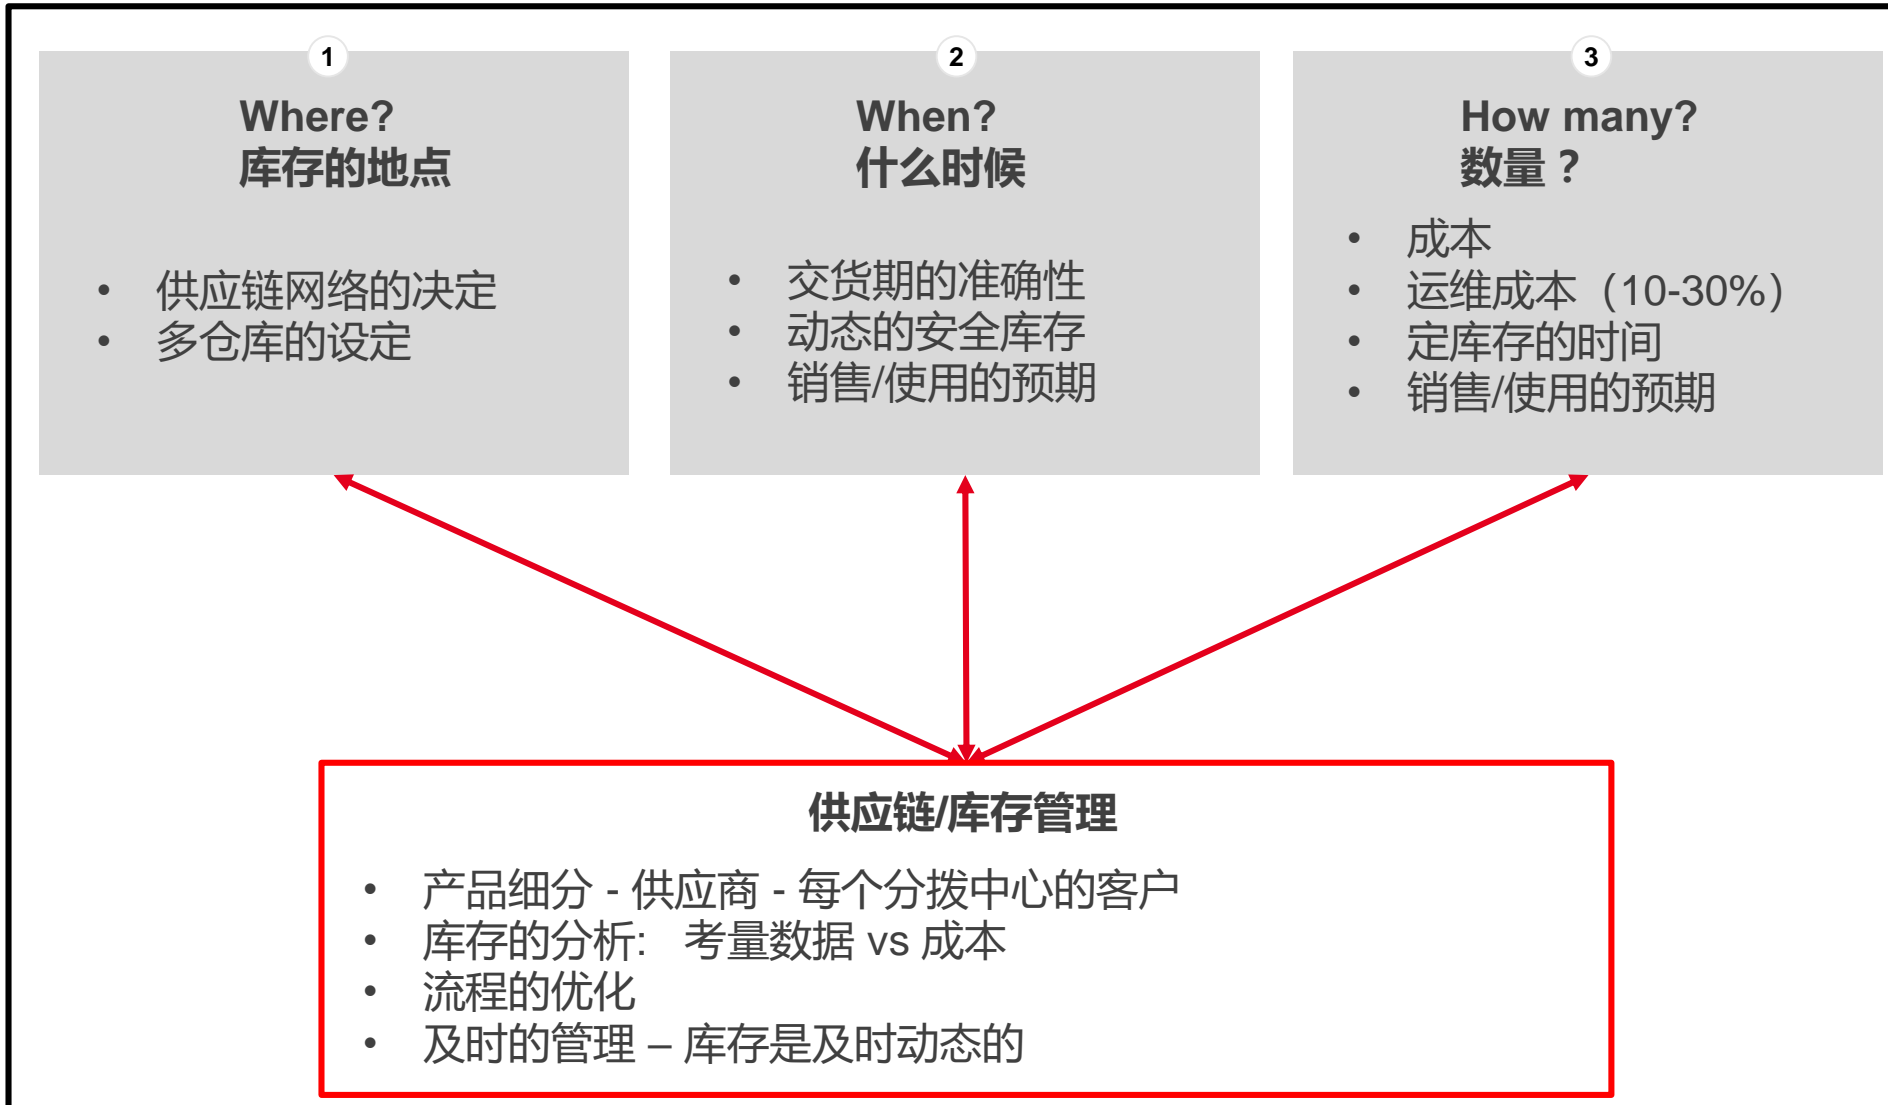 1
Where?
库存的地点
• 供应链网络的决定
• 多仓库的设定
2
When?
什么时候
• 交货期的准确性
• 动态的安全库存
• 销售/使用的预期
3
How many?
数量？
• 成本
• 运维成本（10-30%）
• 定库存的时间
• 销售/使用的预期
供应链/库存管理
• 产品细分 - 供应商 - 每个分拨中心的客户
• 库存的分析: 考量数据 vs 成本
• 流程的优化
• 及时的管理 – 库存是及时动态的